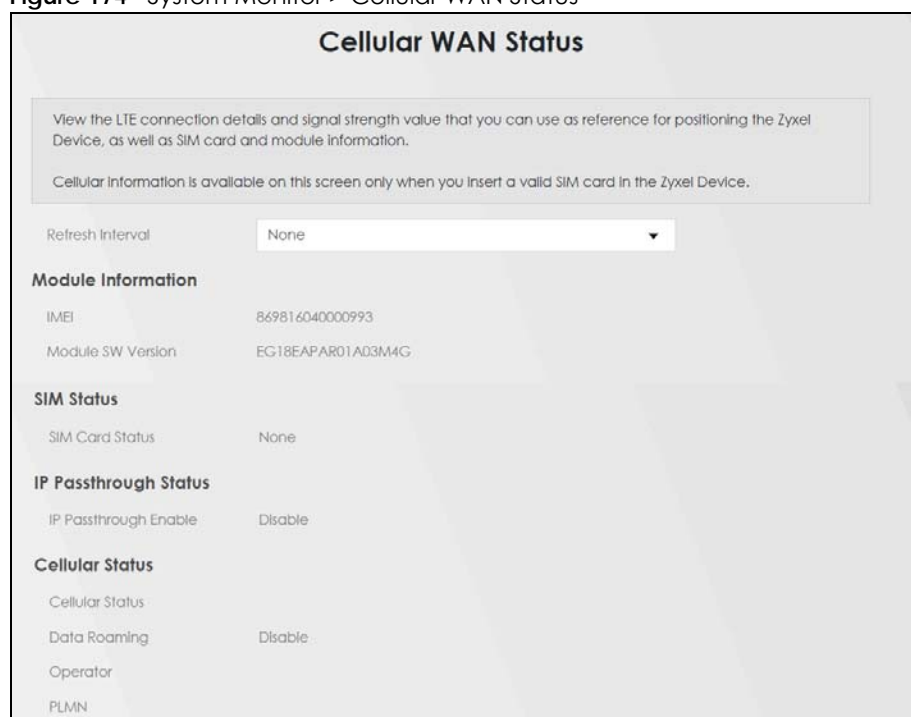 Figure 174 System Monitor > Cellular WAN Status
Cellular WAN Status
View the LTE connection details and signal strength value that you can use as reference for positioning the Zyxel
Device, as well as SIM card and module information.
Cellular information is available on this screen only when you insert a valid SIM card in the Zyxel Device.
Refresh Interval None
Module Information
IMEI 869816040000993
Module SW Version EG18EAPAR01A03M4G
SIM Status
SIM Card Status None
IP Passthrough Status
IP Passthrough Enable Disable
Cellular Status
Cellular Status
Data Roaming Disable
Operator
PLMN